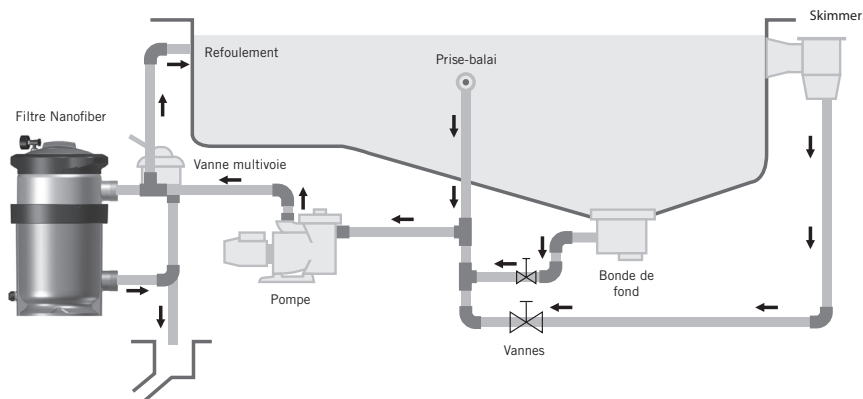 Skimmer
Refoulement
Prise-balai
Filtre Nanofiber
Vanne multivoie
Bonde de
fond
Pompe
Vannes